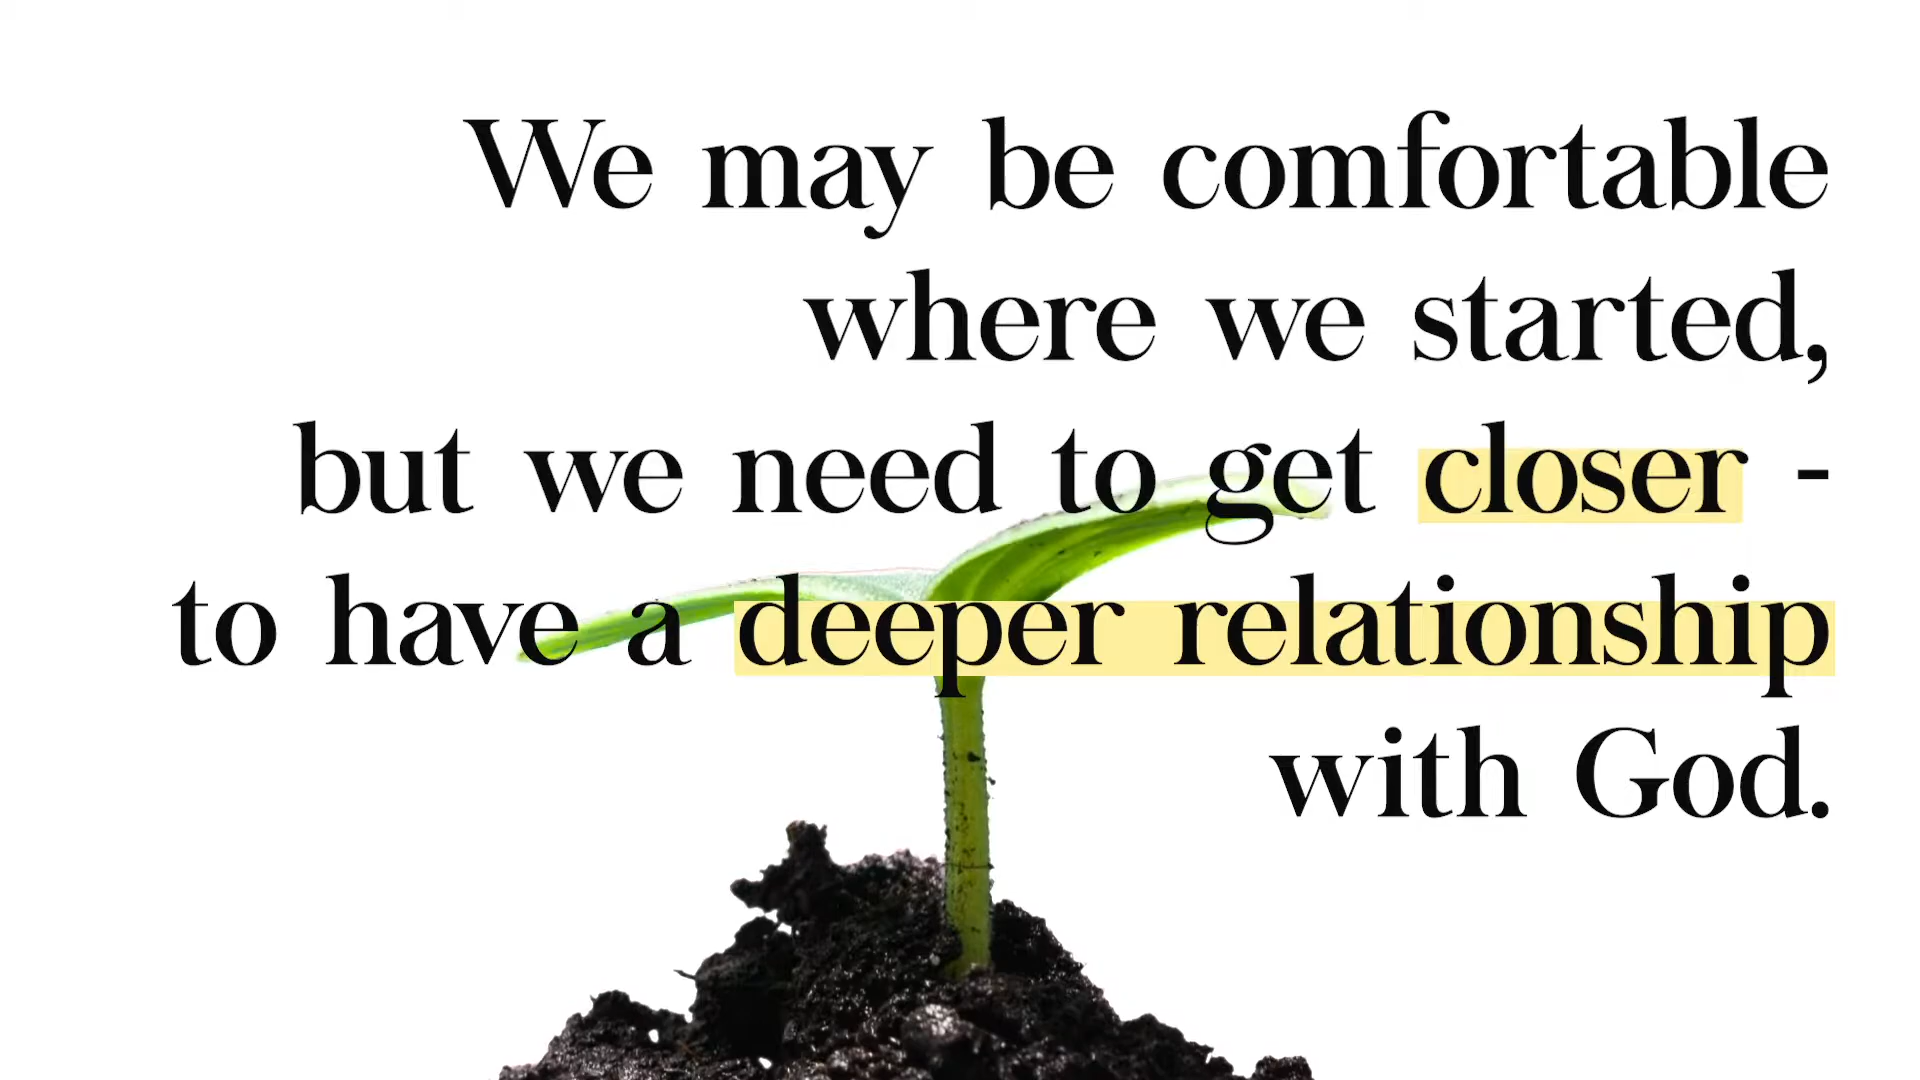 We may be comfortable
where we started,
but we need to get closer -
to have a deeper relationship
with God.